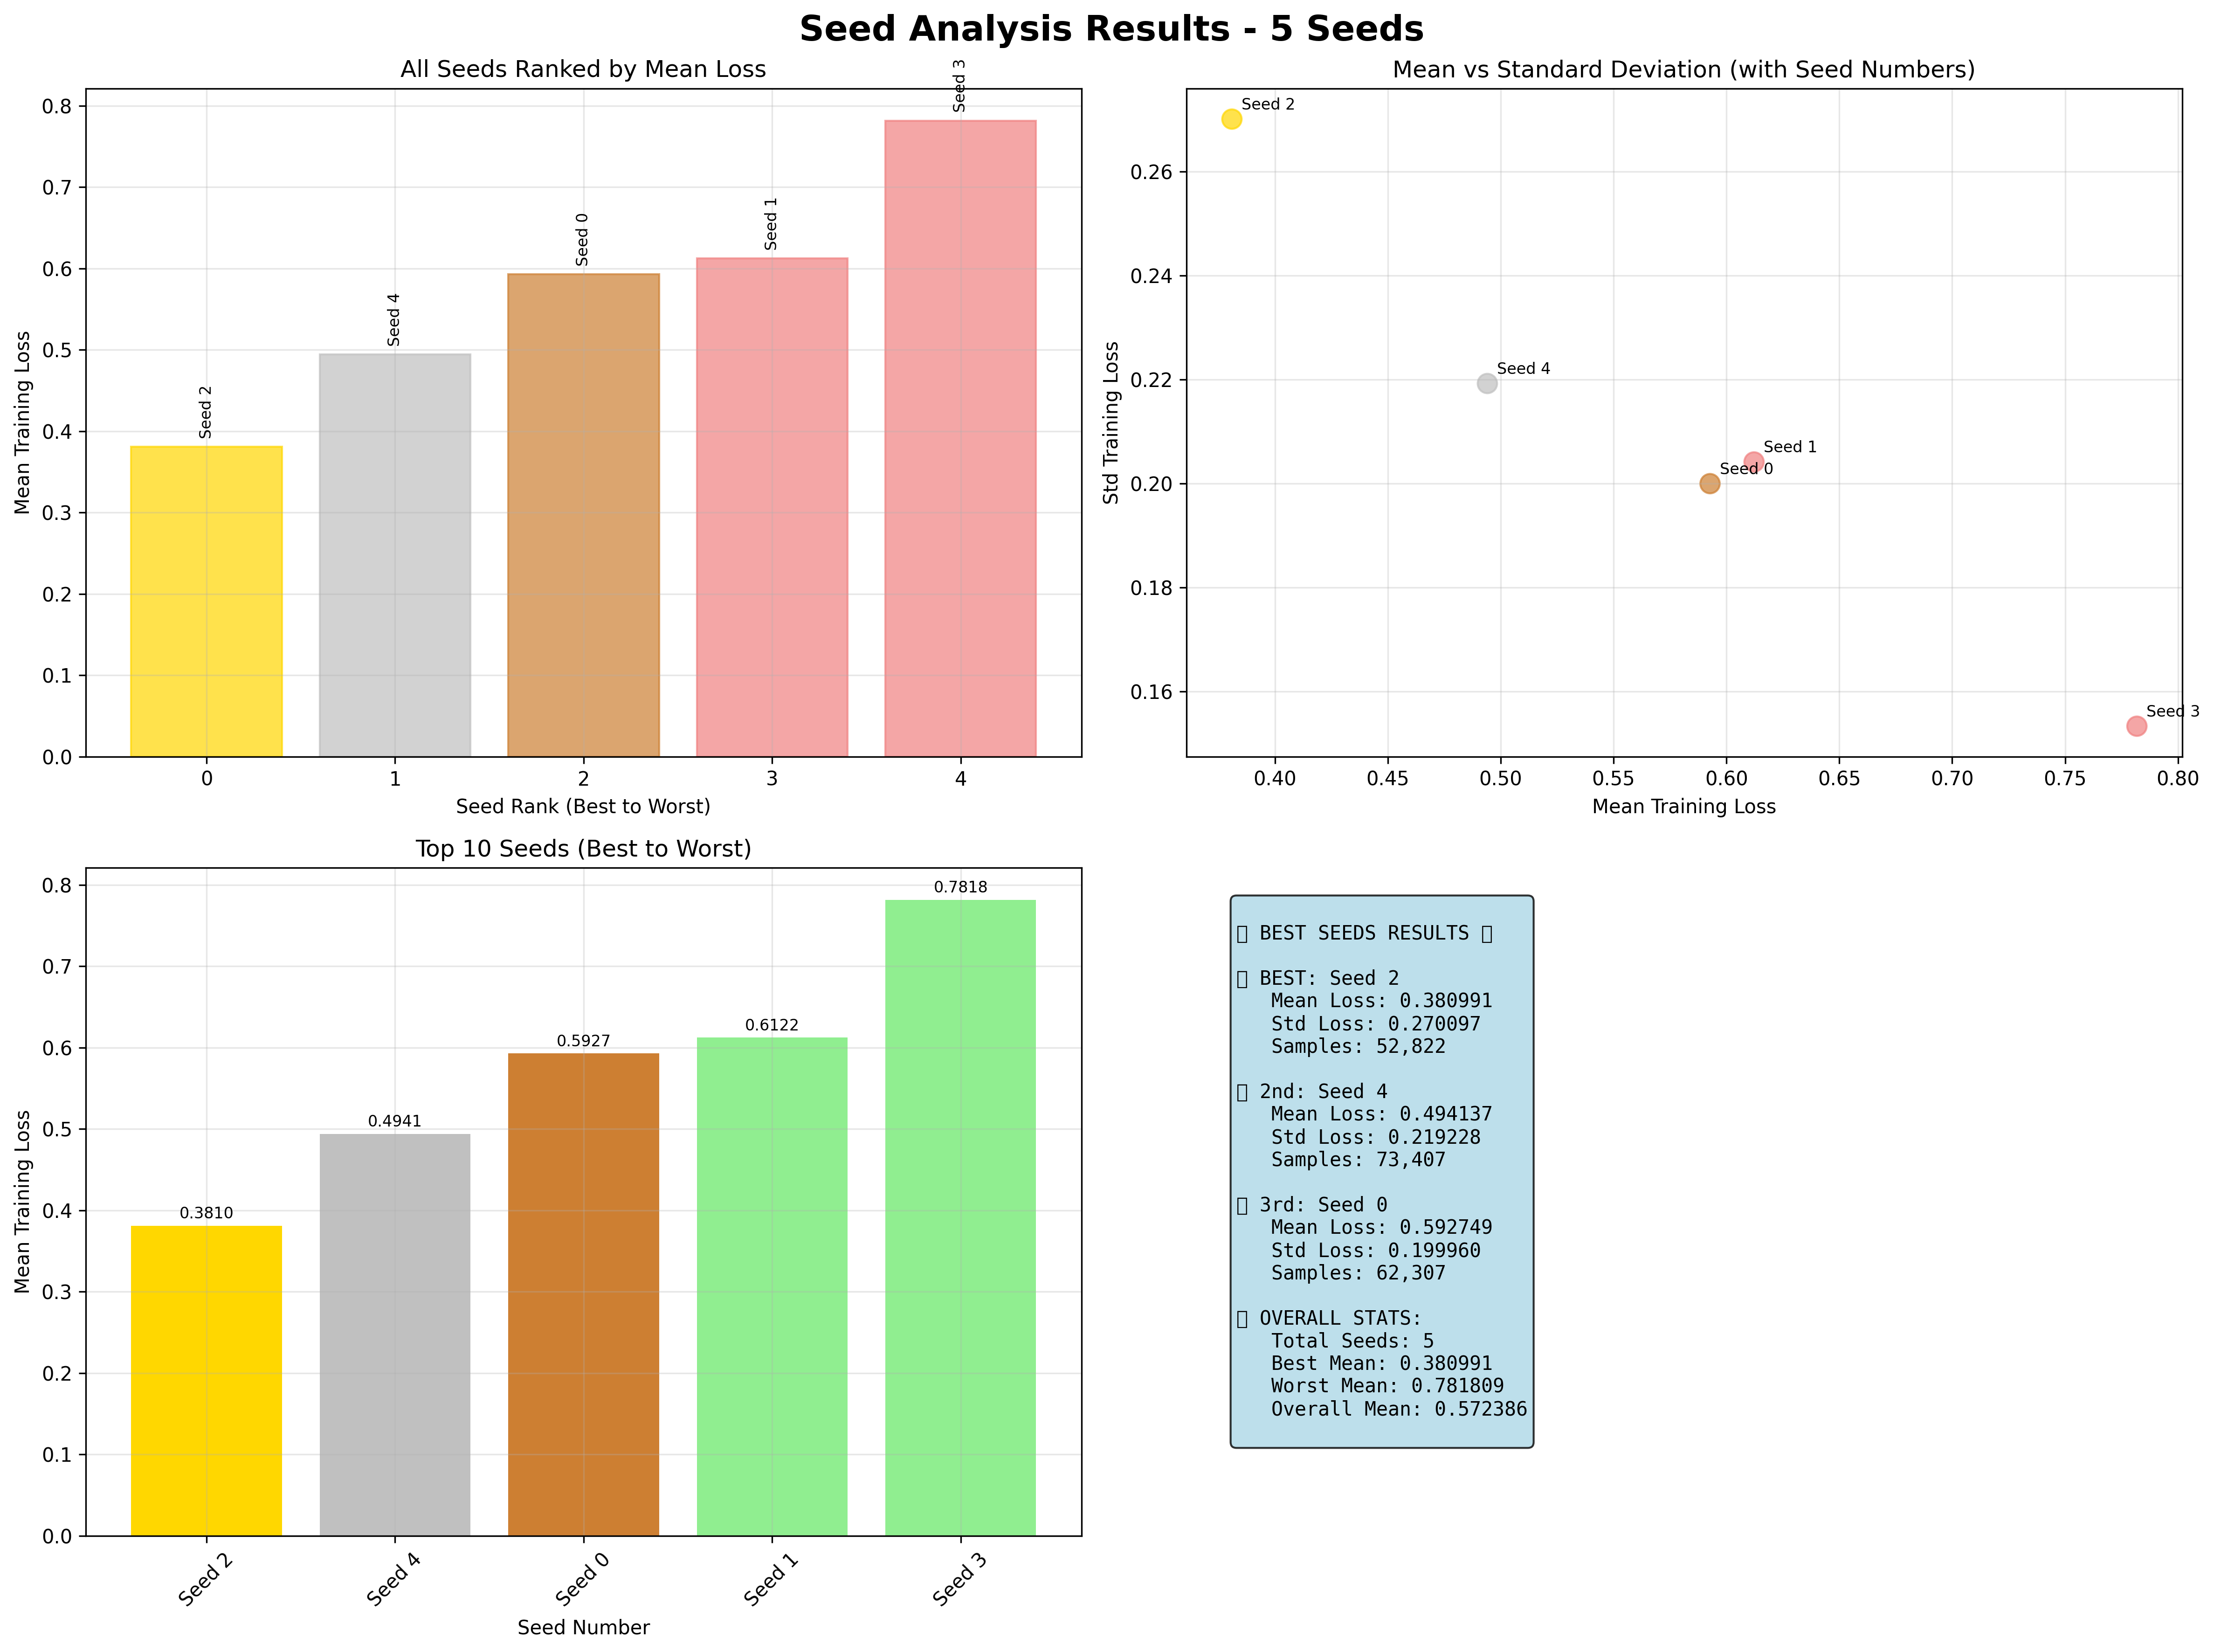 Seed Analysis Results - 5 Seeds
All Seeds Ranked by Mean Loss
Mean Training Loss
0.8
0.7
0.6
0.5
0.4
0.3
0.2
0.1
0.0
Seed 2
Seed 4
Seed 0
Seed 1
Seed 3
0
1
2
3
4
Seed Rank (Best to Worst)
Mean vs Standard Deviation (with Seed Numbers)
Std Training Loss
0.26
0.24
0.22
0.20
0.18
0.16
Seed 2
Seed 4
Seed 1
Seed 0
Seed 3
0.40
0.45
0.50
0.55
0.60
0.65
0.70
0.75
0.80
Mean Training Loss
Top 10 Seeds (Best to Worst)
Mean Training Loss
0.8
0.7
0.6
0.5
0.4
0.3
0.2
0.1
0.0
0.3810
0.4941
0.5927
0.6122
0.7818
Seed 2
Seed 4
Seed 0
Seed 1
Seed 3
Seed Number
BEST SEEDS RESULTS
BEST: Seed 2
Mean Loss: 0.380991
Std Loss: 0.270097
Samples: 52,822
2nd: Seed 4
Mean Loss: 0.494137
Std Loss: 0.219228
Samples: 73,407
3rd: Seed 0
Mean Loss: 0.592749
Std Loss: 0.199960
Samples: 62,307
OVERALL STATS:
Total Seeds: 5
Best Mean: 0.380991
Worst Mean: 0.781809
Overall Mean: 0.572386